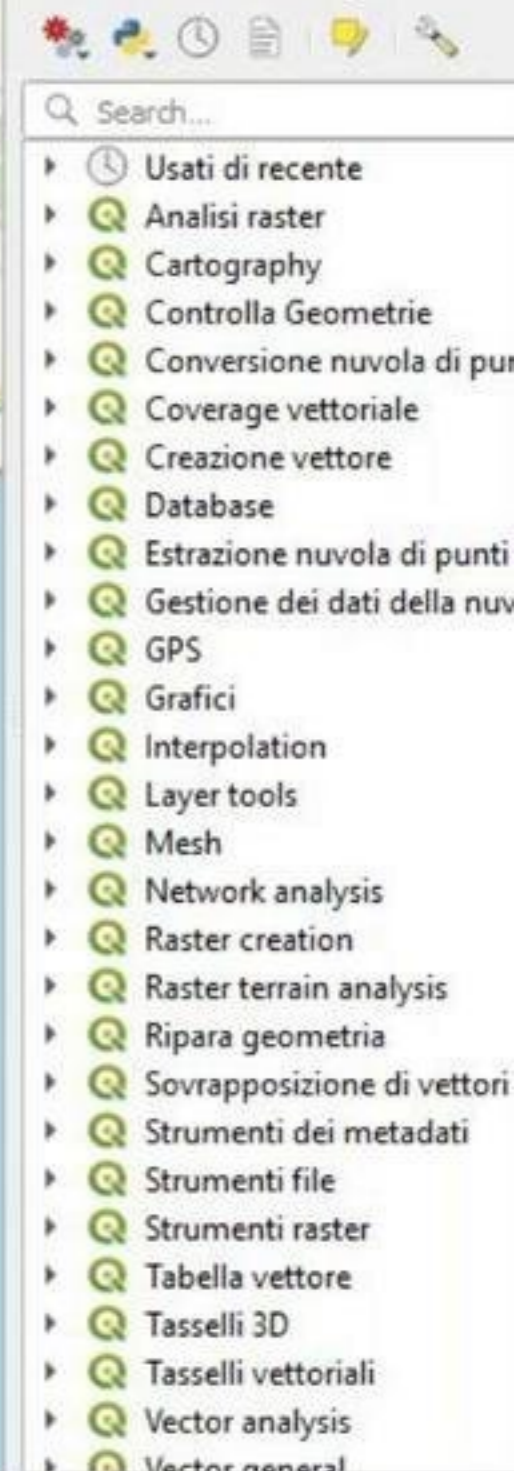 Search...
Usati di recente
Analisi raster
Cartography
Controlla Geometrie
Conversione nuvola di
Coverage vettoriale
Creazione vettore
Database
Estrazione nuvola di punti
Gestione dei dati della
GPS
Grafici
Interpolation
Layer tools
Mesh
Network analysis
Raster creation
Raster terrain analysis
Ripara geometria
Sovrapposizione di vettori
Strumenti dei metadati
Strumenti file
Strumenti raster
Tabella vettore
Tasselli 3D
Tasselli vettoriali
Vector analysis
Vector general